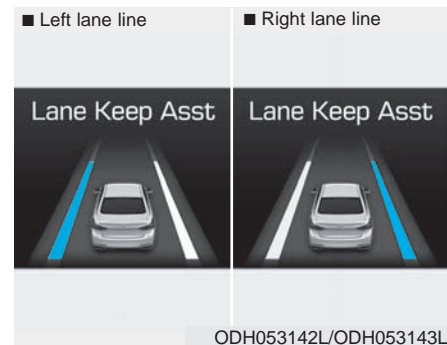 ■ Left lane line
■ Right lane line
Lane Keep Asst
Lane Keep Asst
ODH053142L/ODH053143L